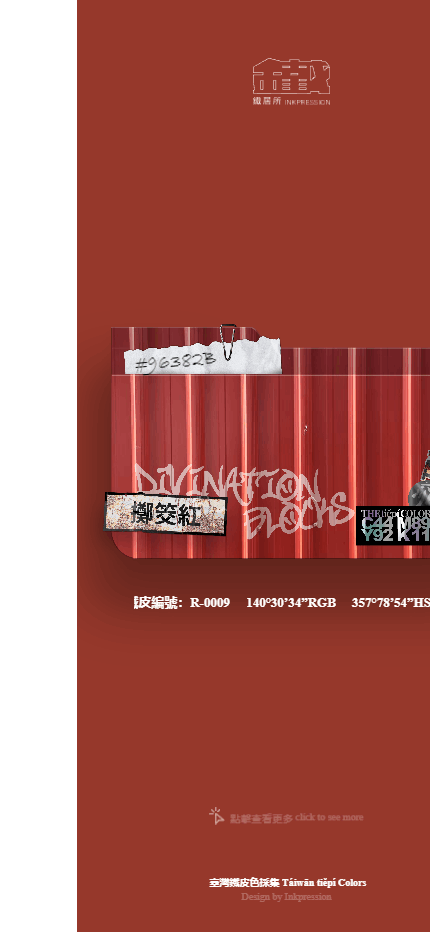 鐵居所 INKPRESSION
#96382B
DIVINATION
BLOCKS
擲筊紅
THE tiěpí COLOR
C44 M89
Y92 K11
皮編號：R-0009 140°30’34”RGB 357°78’54”HS
點擊查看更多 click to see more
臺灣鐵皮色採集 Táiwān tiěpí Colors
Design by Inkpression